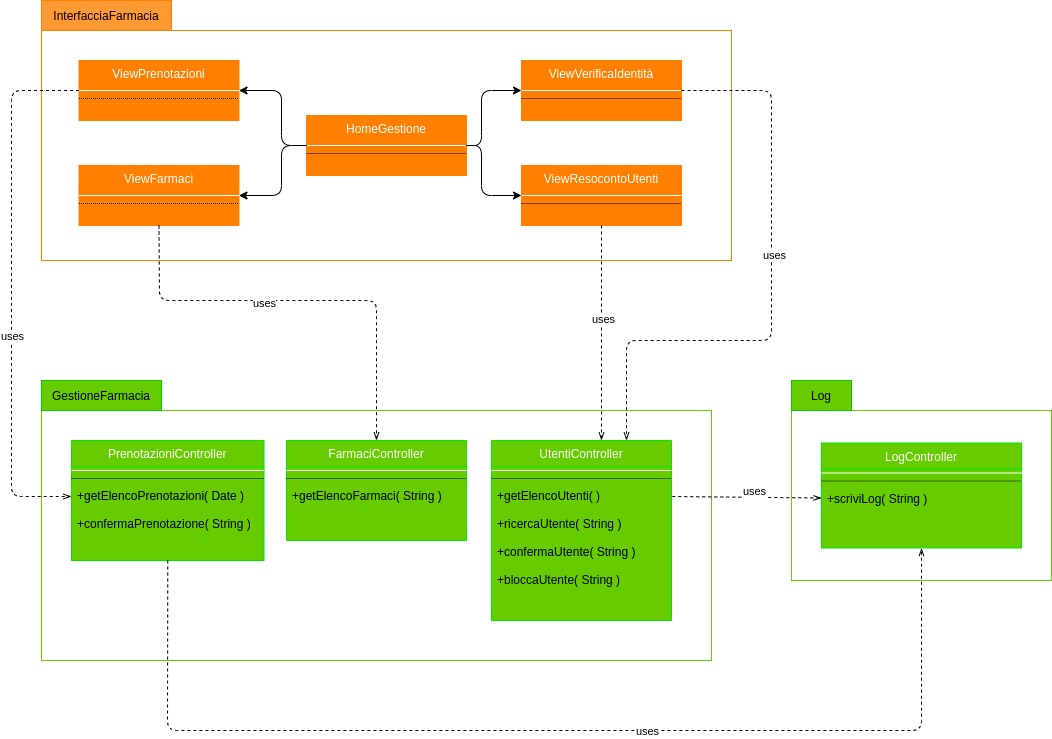 InterfacciaFarmacia
ViewPrenotazioni
ViewVerificaIdentità
HomeGestione
ViewFarmaci
ViewResocontoUtenti
uses
uses
uses
uses
GestioneFarmacia
Log
PrenotazioniController
+getElencoPrenotazioni( Date )
+confermaPrenotazione( String )
FarmaciController
+getElencoFarmaci( String )
UtentiController
+getElencoUtenti( )
+ricercaUtente( String )
+confermaUtente( String )
+bloccaUtente( String )
uses
LogController
+scriviLog( String )
uses